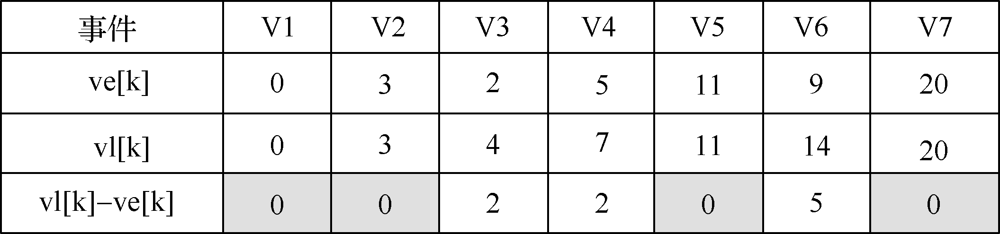 事件 V1 V2 V3 V4 V5 V6 V7
ve[k] 0 3 2 5 11 9 20
vl[k] 0 3 4 7 11 14 20
vl[k]−ve[k] 0 0 2 2 0 5 0